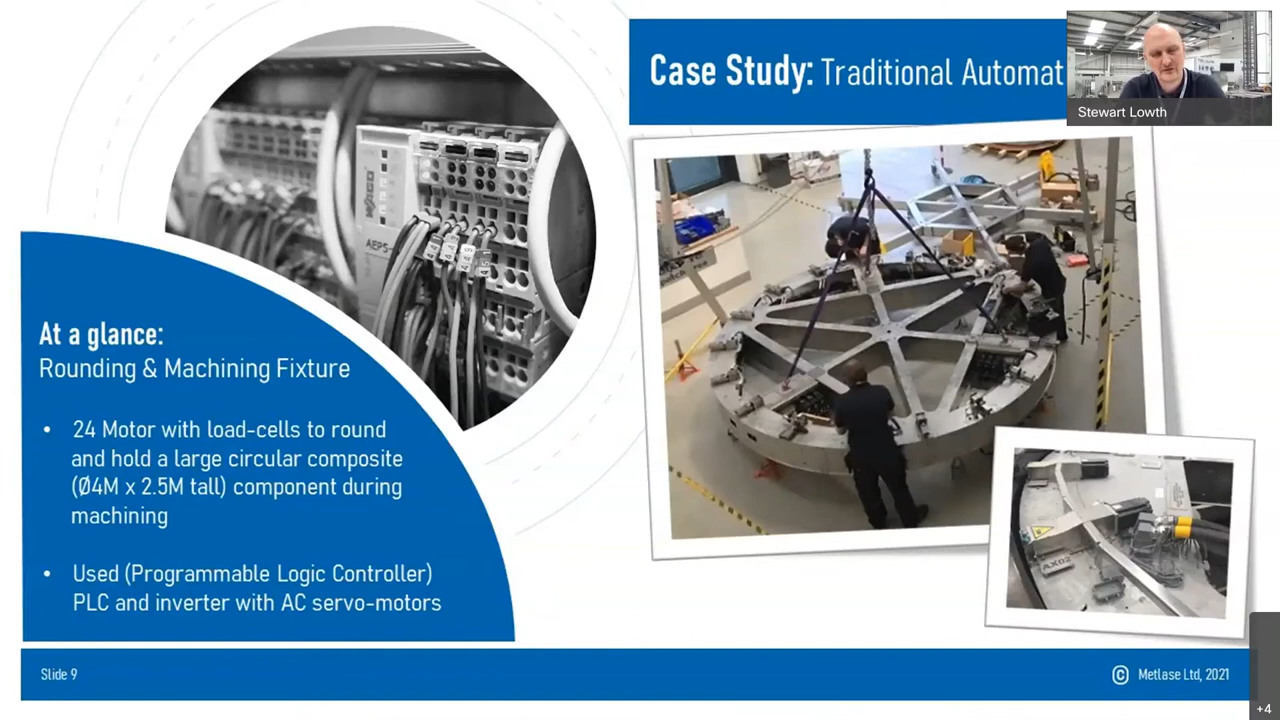 Case Study: Traditional Automat
Stewart Lowth
WAGO
At a glance:
Rounding & Machining Fixture
• 24 Motor with load-cells to round
and hold a large circular composite
(Ø4M x 2.5M tall) component during
machining
• Used (Programmable Logic Controller)
PLC and inverter with AC servo-motors
AX02
Slide 9
© Metlase Ltd, 2021
+4